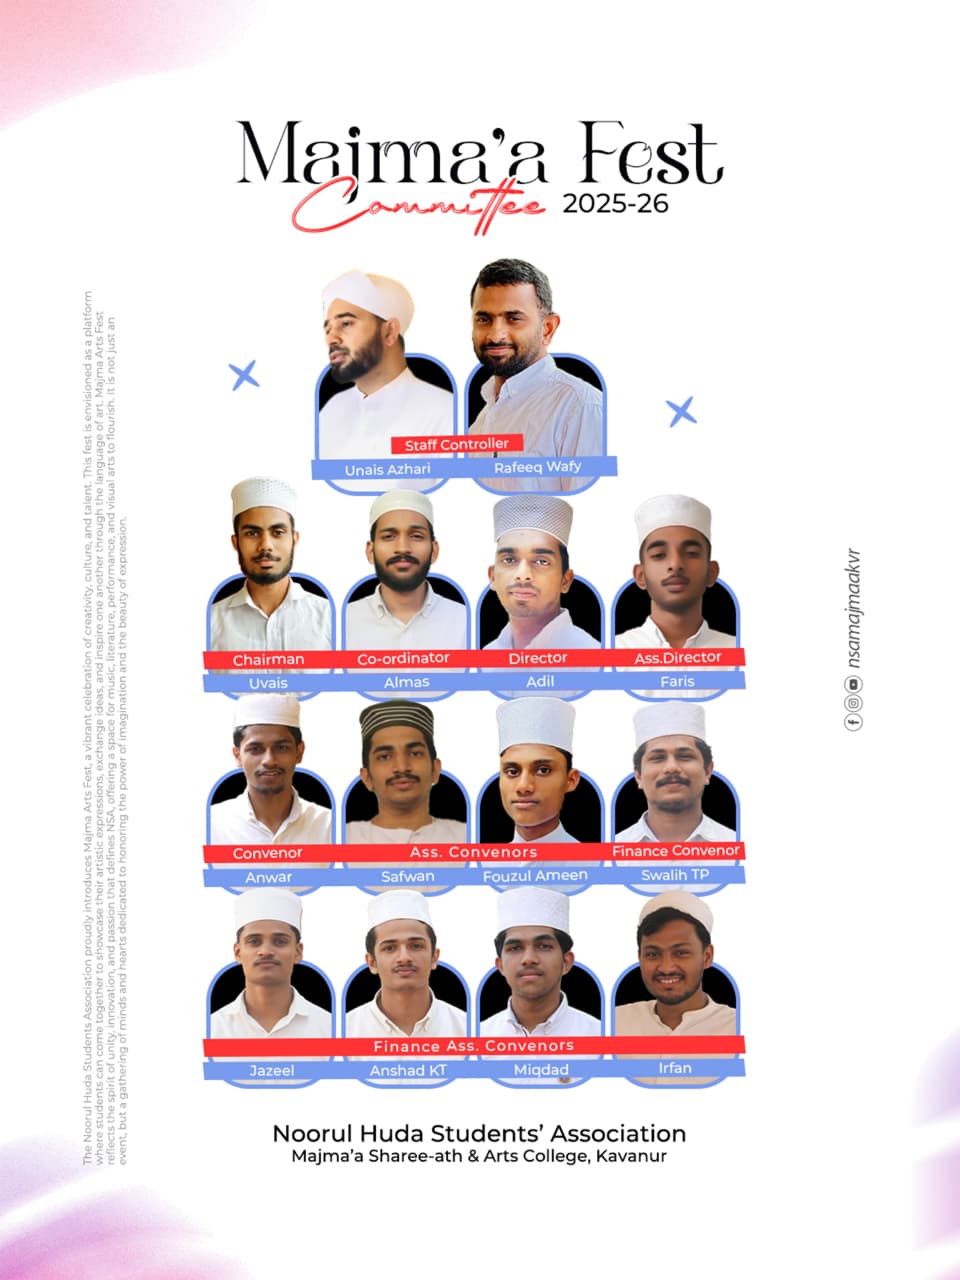 Majma'a Fest
Committee 2025-26
Staff Controller
Unais Azhari Rafeeq Wafy
Chairman Co-ordinator Director Ass.Director
Uvais Almas Adil Faris
Convenor Ass. Convenors Finance Convenor
Anwar Safwan Fouzul Ameen Swalih TP
Finance Ass. Convenors
Jazeel Anshad KT Miqdad Irfan
Noorul Huda Students' Association
Majma'a Sharee-ath & Arts College, Kavanur
The Noorul Huda Students Association proudly introduces Majma Arts Fest, a vibrant celebration of creativity, culture, and talent. This fest is envisioned as a platform
where students can come together to showcase their artistic expressions, exchange ideas, and inspire one another through the language of art. Majma Arts Fest
reflects the spirit of unity, innovation, and passion that defines NSA, offering a space for music, literature, performance, and visual arts to flourish. It is not just an
event, but a gathering of minds and hearts dedicated to honoring the power of imagination and the beauty of expression.
nsamajmaakvr